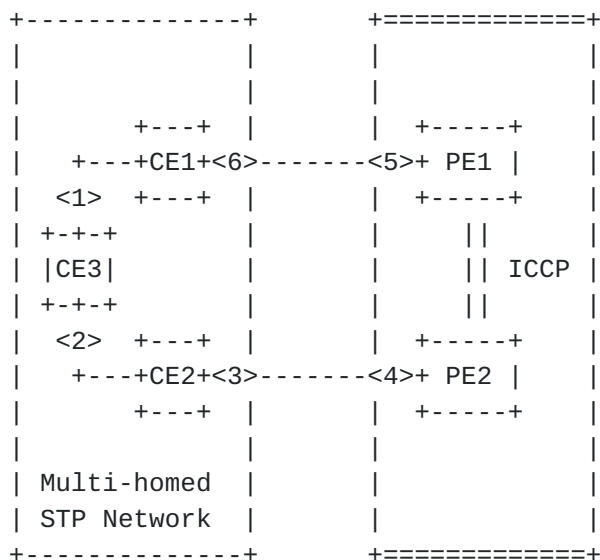 +--------------+       +=============+
|              |       |             |
|              |       |             |
|       +---+  |       |  +-----+    |
|   +---+CE1+<6>-------<5>+ PE1 |    |
|  <1>  +---+  |       |  +-----+    |
| +-+-+        |       |     ||      |
| |CE3|        |       |     || ICCP |
| +-+-+        |       |     ||      |
|  <2>  +---+  |       |  +-----+    |
|   +---+CE2+<3>-------<4>+ PE2 |    |
|       +---+  |       |  +-----+    |
|              |       |             |
| Multi-homed  |       |             |
| STP Network  |       |             |
+--------------+       +=============+